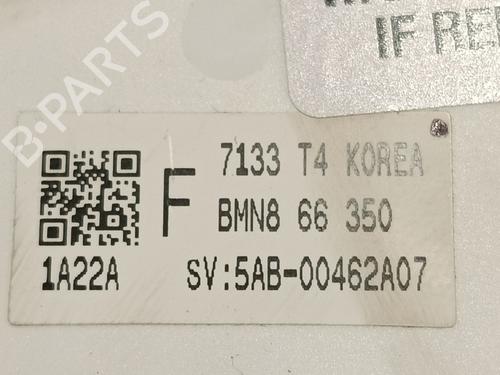 IF RE
B-PARTS
7133 T4 KOREA
F
BMN8 66 350
1A22A
SV:5AB-00462A07